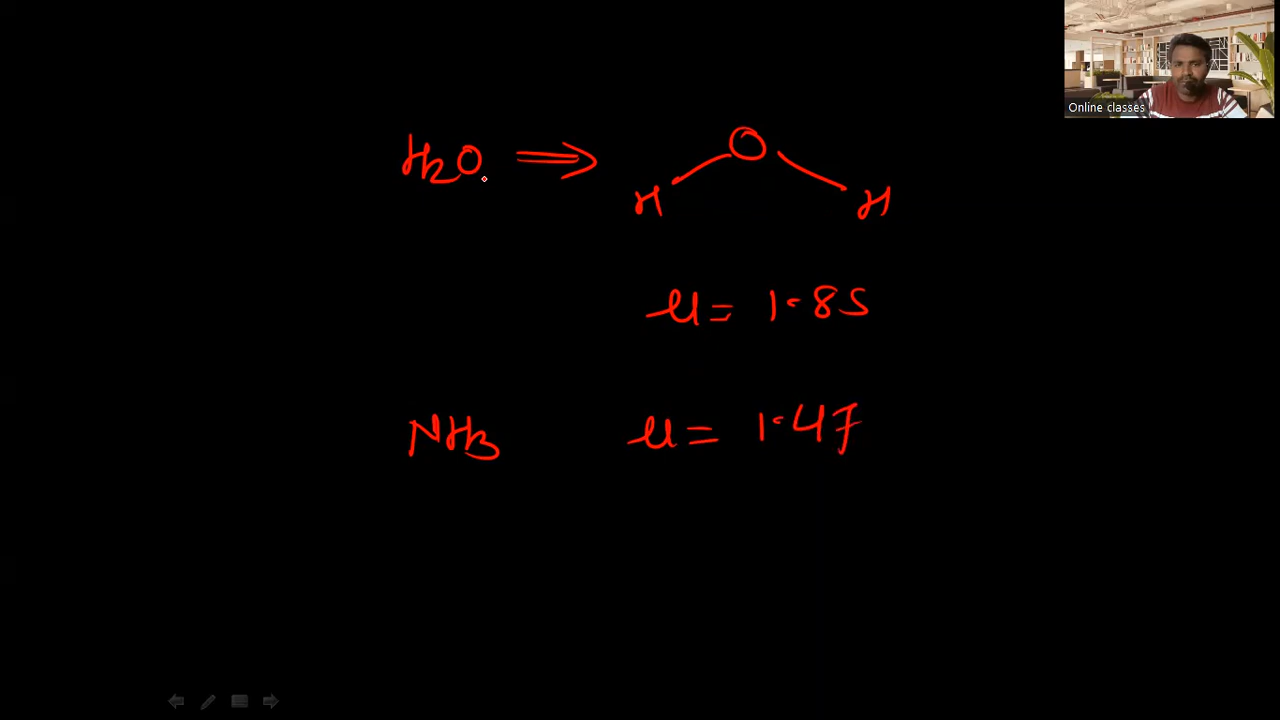 Online classes
H₂O ⇒ H O H
μ = 1.85
NH₃ μ = 1.47